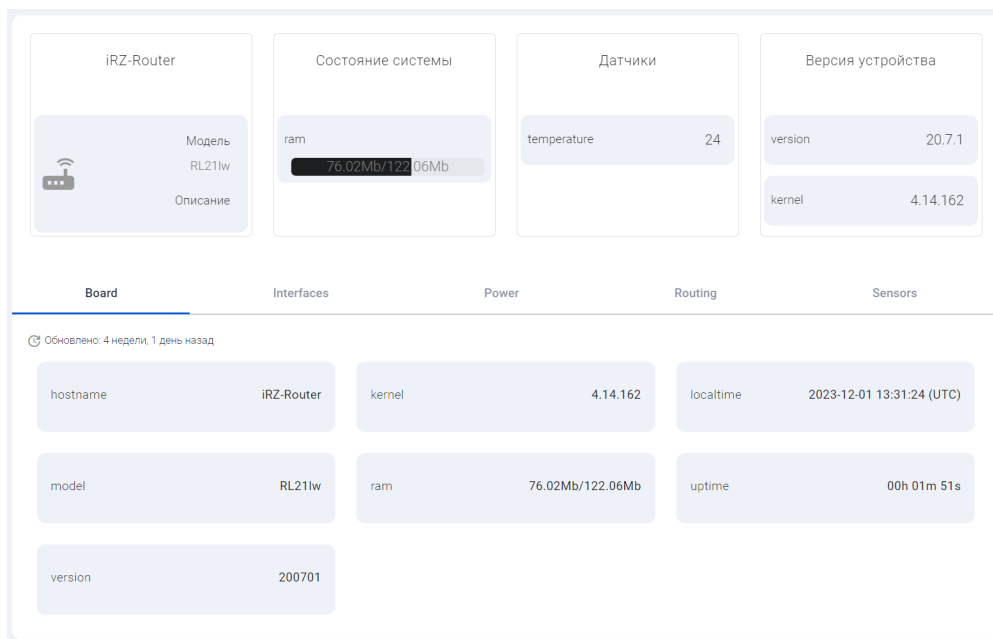 iRZ-Router
Модель
RL21lw
Описание
Состояние системы
ram
76.02Mb/122.06Mb
Датчики
temperature 24
Версия устройства
version 20.7.1
kernel 4.14.162
Board Interfaces Power Routing Sensors
Обновлено: 4 недели, 1 день назад
hostname iRZ-Router
kernel 4.14.162
localtime 2023-12-01 13:31:24 (UTC)
model RL21lw
ram 76.02Mb/122.06Mb
uptime 00h 01m 51s
version 200701